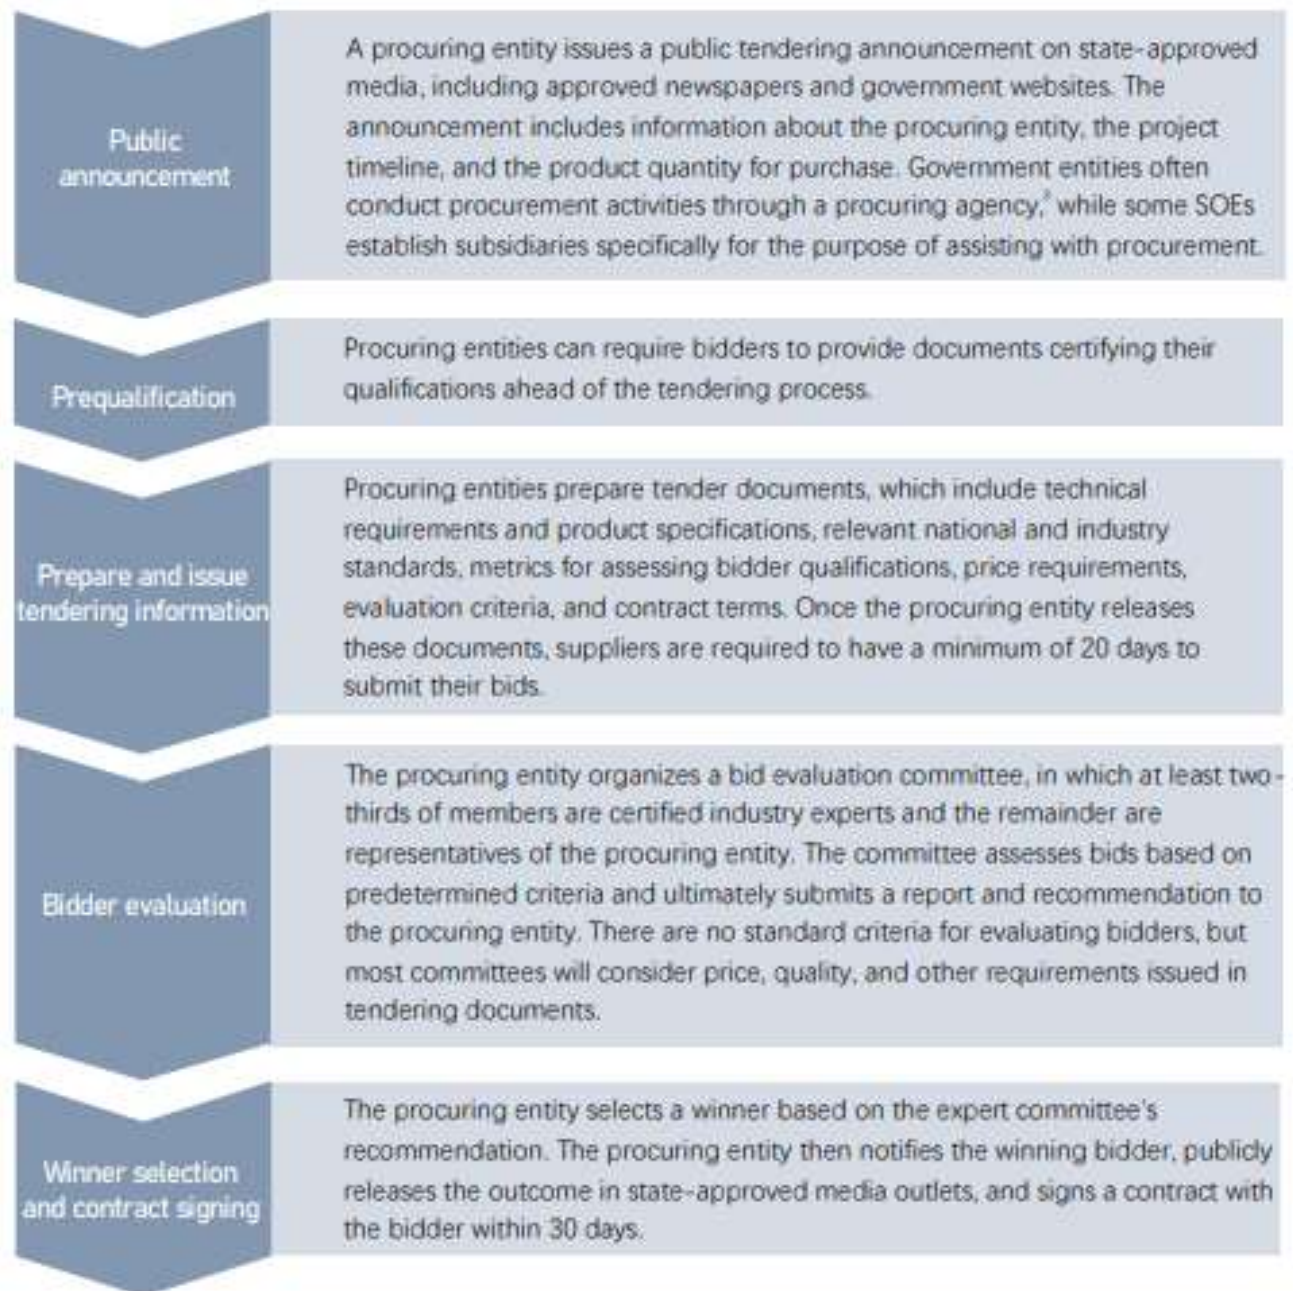 Public
announcement
A procuring entity issues a public tendering announcement on state-approved
media, including approved newspapers and government websites. The
announcement includes information about the procuring entity, the project
timeline, and the product quantity for purchase. Government entities often
conduct procurement activities through a procuring agency, while some SOEs
establish subsidiaries specifically for the purpose of assisting with procurement.
Prequalification
Procuring entities can require bidders to provide documents certifying their
qualifications ahead of the tendering process.
Prepare and issue
tendering information
Procuring entities prepare tender documents, which include technical
requirements and product specifications, relevant national and industry
standards, metrics for assessing bidder qualifications, price requirements,
evaluation criteria, and contract terms. Once the procuring entity releases
these documents, suppliers are required to have a minimum of 20 days to
submit their bids.
Bidder evaluation
The procuring entity organizes a bid evaluation committee, in which at least two-
thirds of members are certified industry experts and the remainder are
representatives of the procuring entity. The committee assesses bids based on
predetermined criteria and ultimately submits a report and recommendation to
the procuring entity. There are no standard criteria for evaluating bidders, but
most committees will consider price, quality, and other requirements issued in
tendering documents.
Winner selection
and contract signing
The procuring entity selects a winner based on the expert committee's
recommendation. The procuring entity then notifies the winning bidder, publicly
releases the outcome in state-approved media outlets, and signs a contract with
the bidder within 30 days.